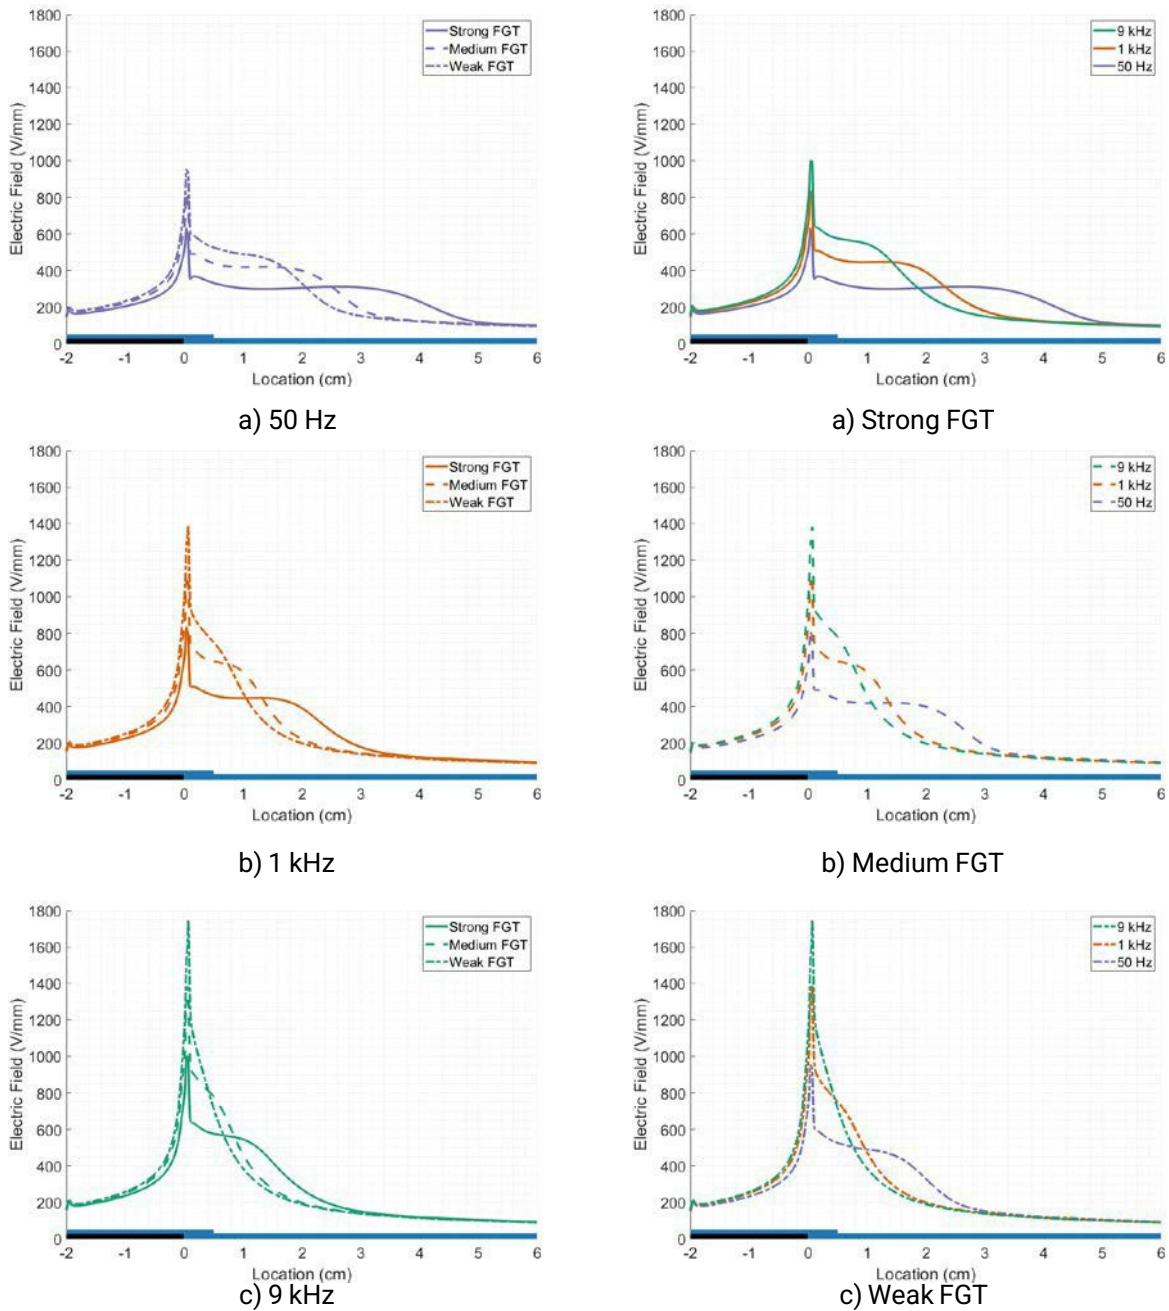 1800
1600
1400
1200
1000
800
600
400
200
0
Electric Field (V/mm)
Strong FGT
Medium FGT
Weak FGT
-2 -1 0 1 2 3 4 5 6
Location (cm)
a) 50 Hz
1800
1600
1400
1200
1000
800
600
400
200
0
Electric Field (V/mm)
9 kHz
1 kHz
50 Hz
-2 -1 0 1 2 3 4 5 6
Location (cm)
a) Strong FGT
1800
1600
1400
1200
1000
800
600
400
200
0
Electric Field (V/mm)
Strong FGT
Medium FGT
Weak FGT
-2 -1 0 1 2 3 4 5 6
Location (cm)
b) 1 kHz
1800
1600
1400
1200
1000
800
600
400
200
0
Electric Field (V/mm)
9 kHz
1 kHz
50 Hz
-2 -1 0 1 2 3 4 5 6
Location (cm)
b) Medium FGT
1800
1600
1400
1200
1000
800
600
400
200
0
Electric Field (V/mm)
Strong FGT
Medium FGT
Weak FGT
-2 -1 0 1 2 3 4 5 6
Location (cm)
c) 9 kHz
1800
1600
1400
1200
1000
800
600
400
200
0
Electric Field (V/mm)
9 kHz
1 kHz
50 Hz
-2 -1 0 1 2 3 4 5 6
Location (cm)
c) Weak FGT